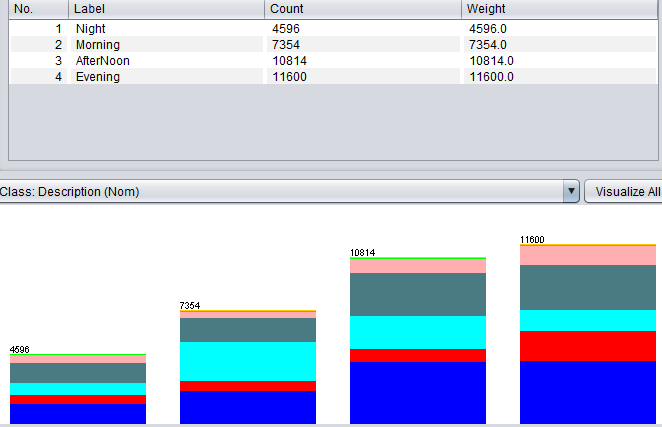 No. Label Count Weight
1 Night 4596 4596.0
2 Morning 7354 7354.0
3 AfterNoon 10814 10814.0
4 Evening 11600 11600.0
Class: Description (Nom) Visualize All
4596 7354 10814 11600